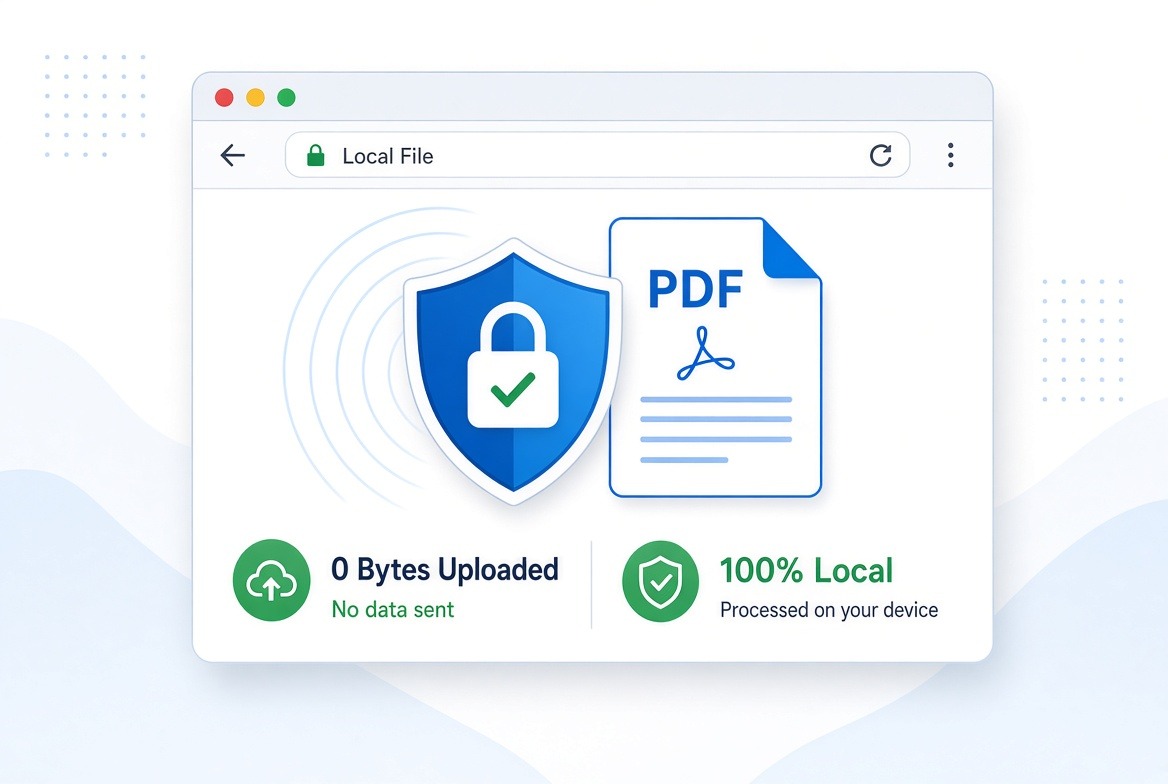 Local File
PDF
0 Bytes Uploaded
No data sent
100% Local
Processed on your device